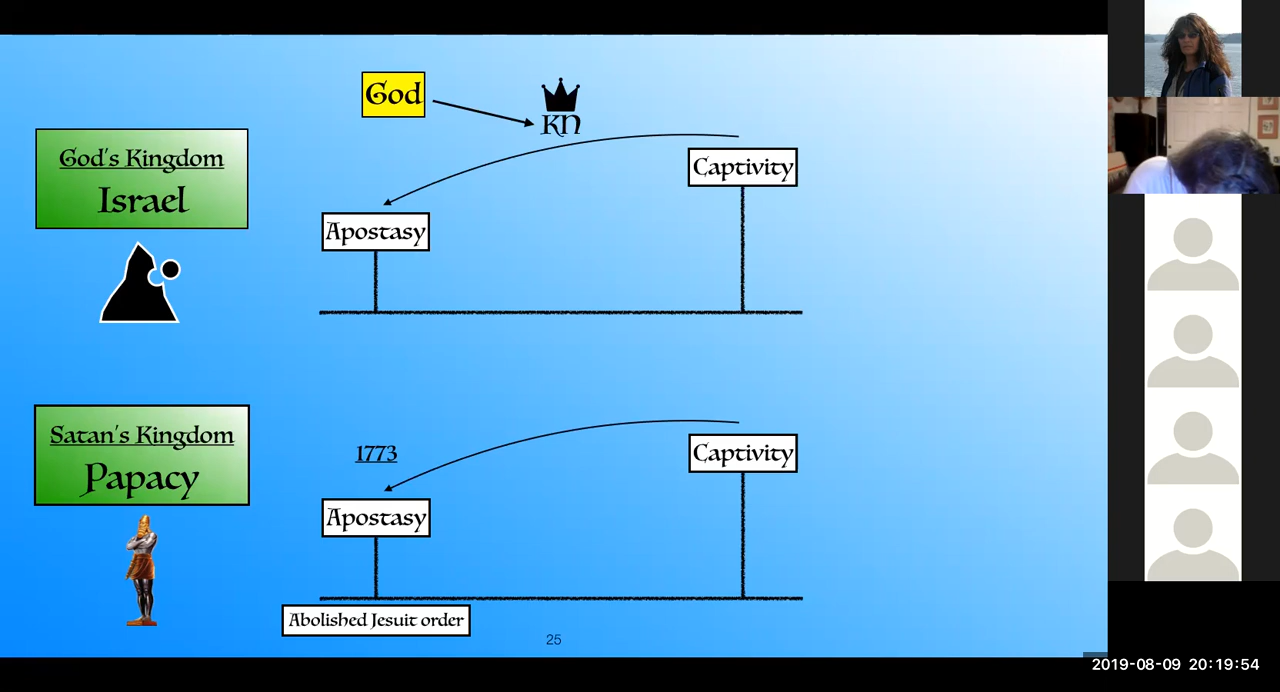 God
KN
God's Kingdom
Israel
Captivity
Apostasy
Satan's Kingdom
Papacy
1773
Captivity
Apostasy
Abolished Jesuit order
25
2019-08-09 20:19:54